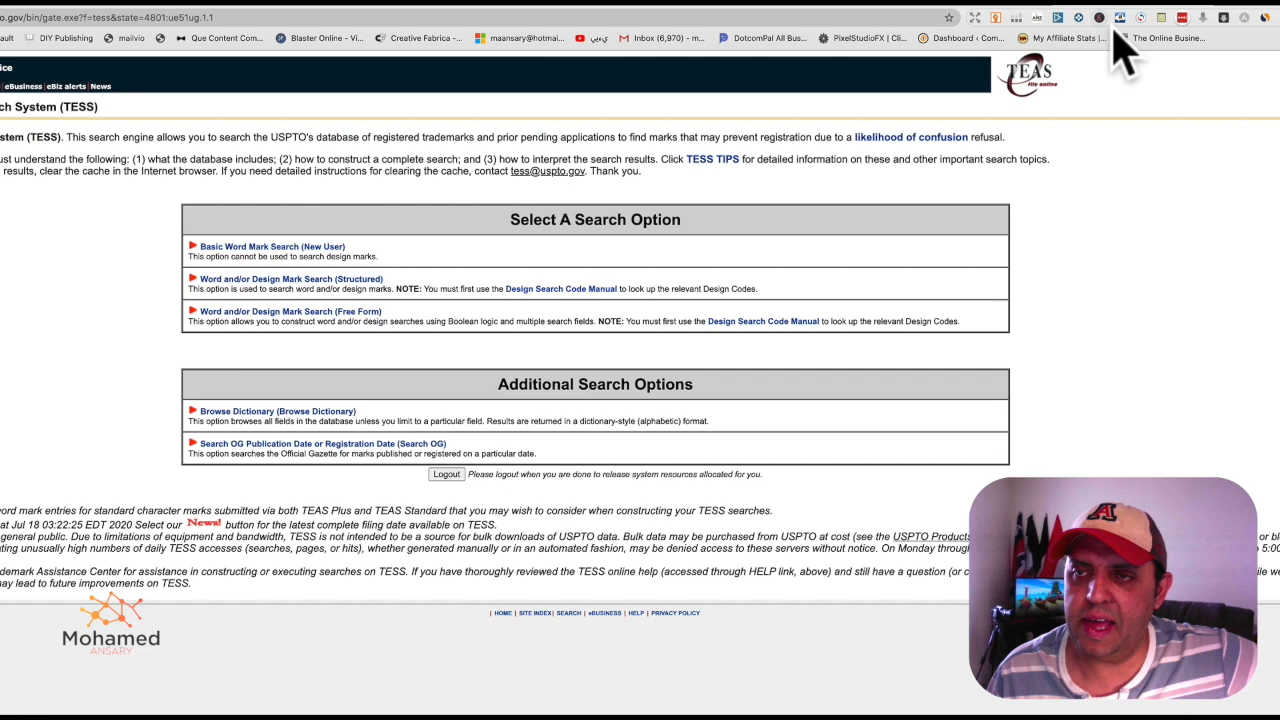 o.gov/bin/gate.exe?f=tess&state=4801:ue51ug.1.1
ault DIY Publishing mailvio Que Content Com... Blaster Online - Vi... Creative Fabrica -... maansary@hotmai... يوبي Inbox (6,970) - m... DotcomPal All Bus... PixelStudioFX | Cli... Dashboard ‹ Com... My Affiliate Stats |... The Online Busine...
ice
| eBusiness | eBiz alerts | News
TEAS
file online
ch System (TESS)
stem (TESS). This search engine allows you to search the USPTO's database of registered trademarks and prior pending applications to find marks that may prevent registration due to a likelihood of confusion refusal.
ust understand the following: (1) what the database includes; (2) how to construct a complete search; and (3) how to interpret the search results. Click TESS TIPS for detailed information on these and other important search topics.
results, clear the cache in the Internet browser. If you need detailed instructions for clearing the cache, contact tess@uspto.gov. Thank you.
Select A Search Option
Basic Word Mark Search (New User)
This option cannot be used to search design marks.
Word and/or Design Mark Search (Structured)
This option is used to search word and/or design marks. NOTE: You must first use the Design Search Code Manual to look up the relevant Design Codes.
Word and/or Design Mark Search (Free Form)
This option allows you to construct word and/or design searches using Boolean logic and multiple search fields. NOTE: You must first use the Design Search Code Manual to look up the relevant Design Codes.
Additional Search Options
Browse Dictionary (Browse Dictionary)
This option browses all fields in the database unless you limit to a particular field. Results are returned in a dictionary-style (alphabetic) format.
Search OG Publication Date or Registration Date (Search OG)
This option searches the Official Gazette for marks published or registered on a particular date.
Logout Please logout when you are done to release system resources allocated for you.
ord mark entries for standard character marks submitted via both TEAS Plus and TEAS Standard that you may wish to consider when constructing your TESS searches.
at Jul 18 03:22:25 EDT 2020 Select our News! button for the latest complete filing date available on TESS.
general public. Due to limitations of equipment and bandwidth, TESS is not intended to be a source for bulk downloads of USPTO data. Bulk data may be purchased from USPTO at cost (see the USPTO Products
ating unusually high numbers of daily TESS accesses (searches, pages, or hits), whether generated manually or in an automated fashion, may be denied access to these servers without notice. On Monday through 5:00
demark Assistance Center for assistance in constructing or executing searches on TESS. If you have thoroughly reviewed the TESS online help (accessed through HELP link, above) and still have a question (or c
may lead to future improvements on TESS.
| HOME | SITE INDEX | SEARCH | eBUSINESS | HELP | PRIVACY POLICY
Mohamed
ANSARY
A